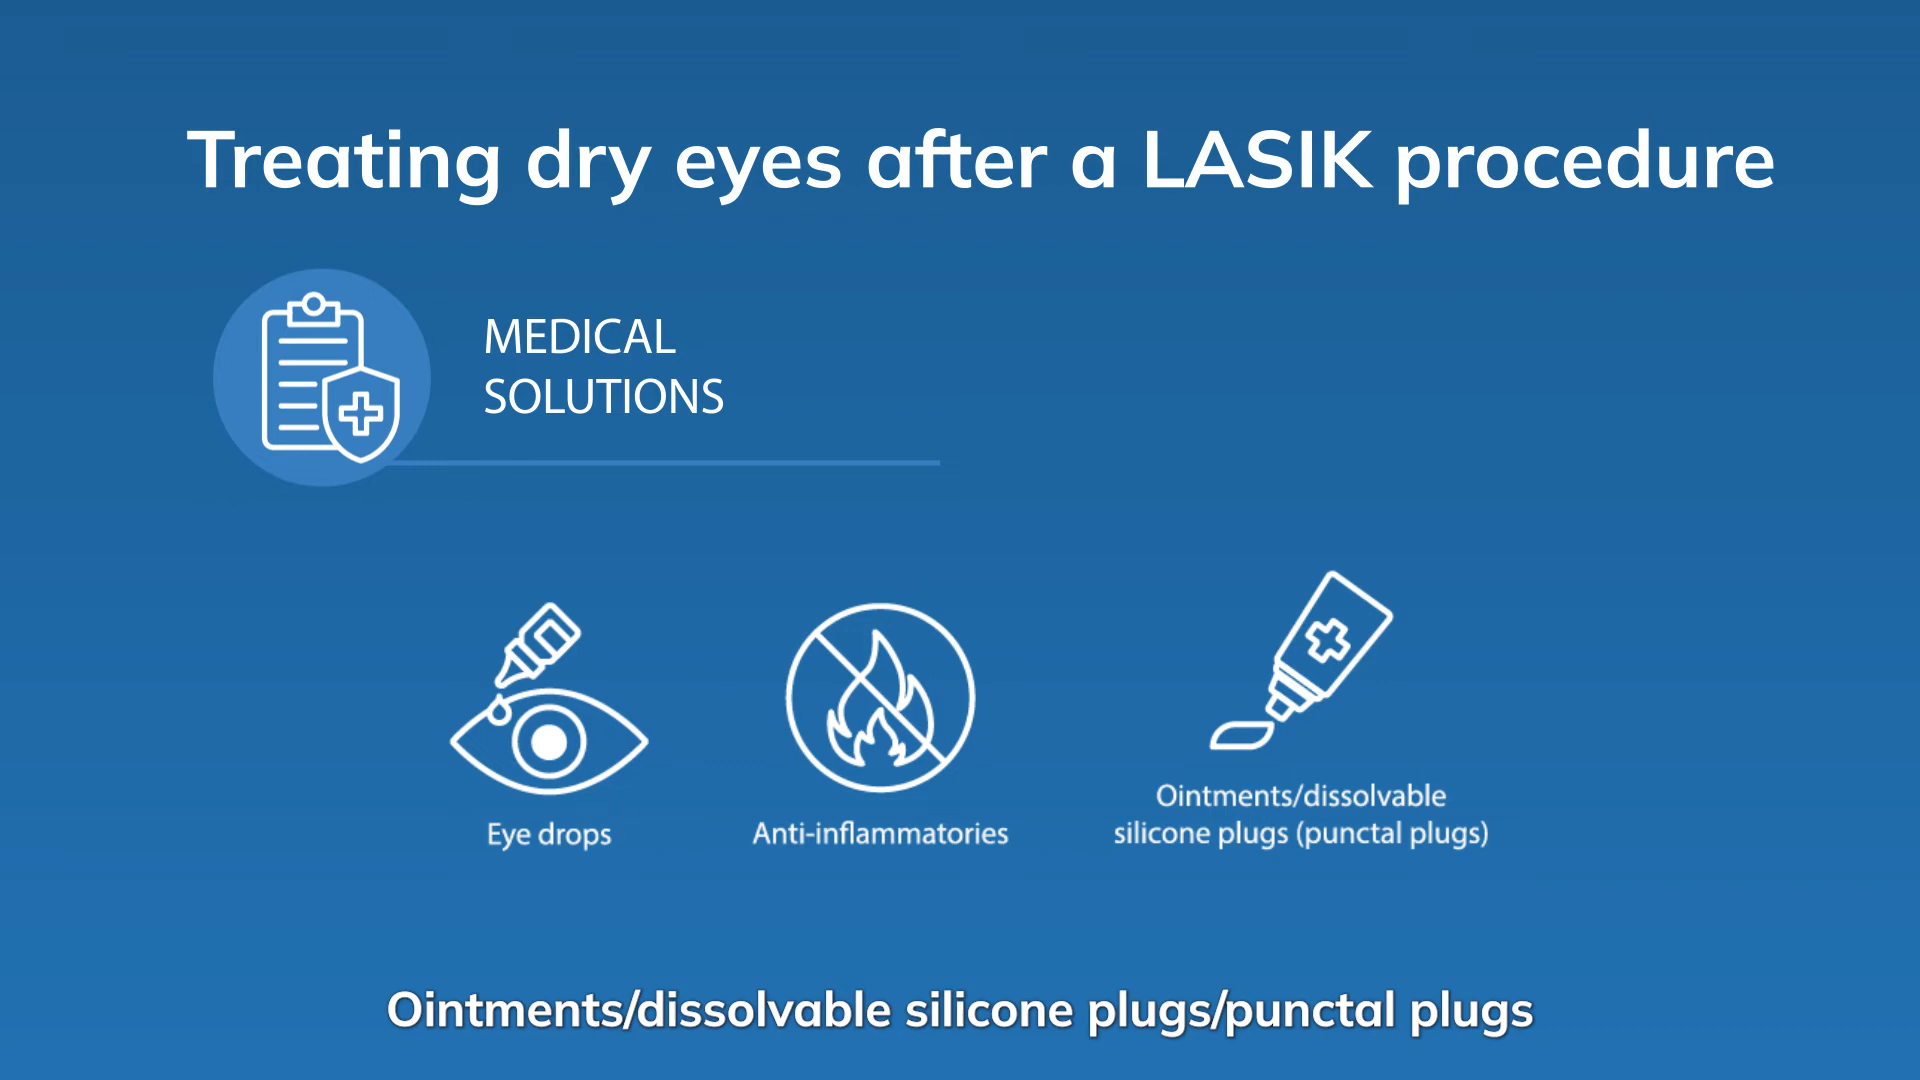 Treating dry eyes after a LASIK procedure
MEDICAL
SOLUTIONS
Eye drops
Anti-inflammatories
Ointments/dissolvable
silicone plugs (punctal plugs)
Ointments/dissolvable silicone plugs/punctal plugs